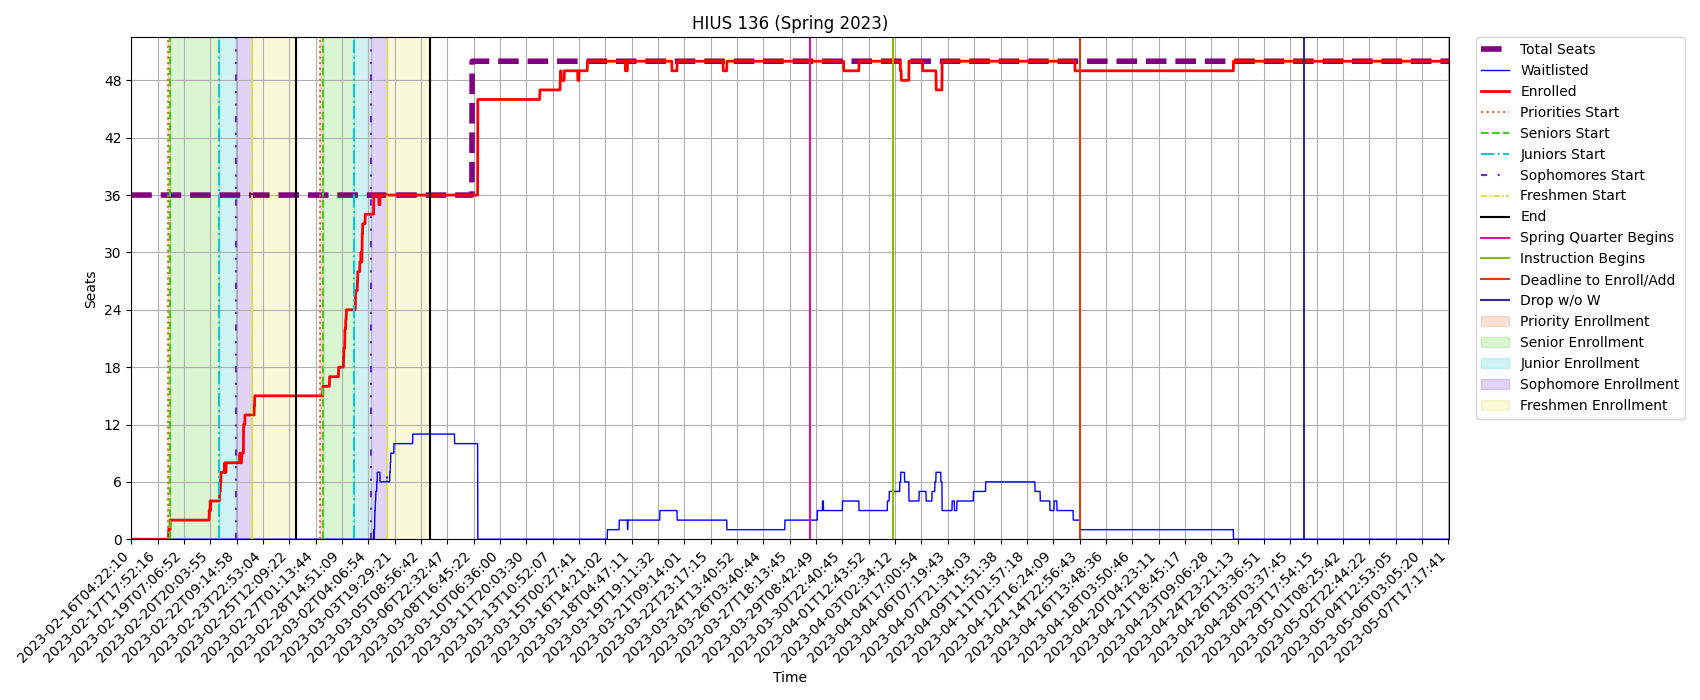 HIUS 136 (Spring 2023)
Seats
48
42
36
30
24
18
12
6
0
2023-02-16T04:22:10
2023-02-17T17:52:16
2023-02-19T07:06:52
2023-02-20T20:03:55
2023-02-22T09:14:58
2023-02-23T22:53:04
2023-02-25T12:09:22
2023-02-27T01:13:44
2023-02-28T14:51:09
2023-03-02T04:06:54
2023-03-03T19:29:21
2023-03-05T08:56:42
2023-03-06T22:32:47
2023-03-08T16:45:22
2023-03-10T06:36:00
2023-03-11T20:03:30
2023-03-13T10:52:07
2023-03-15T00:27:41
2023-03-16T14:21:02
2023-03-18T04:47:11
2023-03-19T19:11:32
2023-03-21T09:14:01
2023-03-22T23:17:15
2023-03-24T13:40:52
2023-03-26T03:40:44
2023-03-27T18:13:45
2023-03-29T08:42:49
2023-03-30T22:40:45
2023-04-01T12:43:52
2023-04-03T02:34:12
2023-04-04T17:00:54
2023-04-06T07:19:43
2023-04-07T21:34:03
2023-04-09T11:51:38
2023-04-11T01:57:18
2023-04-12T16:24:09
2023-04-14T22:56:43
2023-04-16T13:48:36
2023-04-18T03:50:46
2023-04-20T04:23:11
2023-04-21T18:45:17
2023-04-23T09:06:28
2023-04-24T23:21:13
2023-04-26T13:36:51
2023-04-28T03:37:45
2023-04-29T17:54:15
2023-05-01T08:25:42
2023-05-02T22:44:22
2023-05-04T12:53:05
2023-05-06T03:05:20
2023-05-07T17:17:41
Time
Total Seats
Waitlisted
Enrolled
Priorities Start
Seniors Start
Juniors Start
Sophomores Start
Freshmen Start
End
Spring Quarter Begins
Instruction Begins
Deadline to Enroll/Add
Drop w/o W
Priority Enrollment
Senior Enrollment
Junior Enrollment
Sophomore Enrollment
Freshmen Enrollment